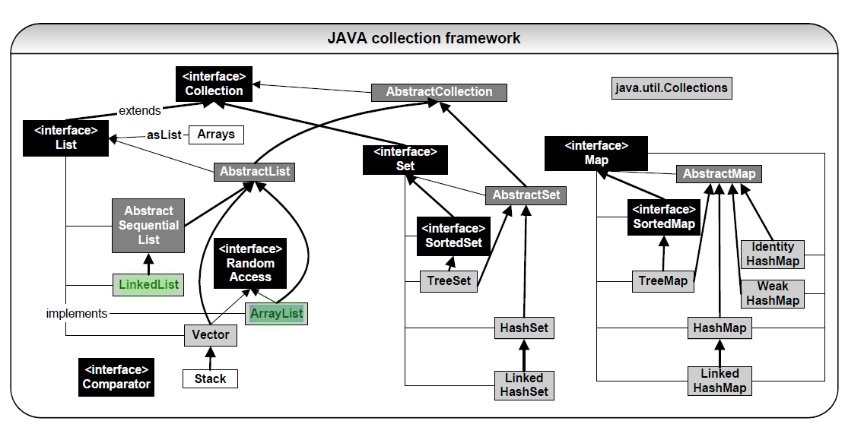 JAVA collection framework
<interface>
Collection
AbstractCollection
java.util.Collections
extends
<interface>
List
asList
Arrays
<interface>
Set
<interface>
Map
AbstractList
AbstractSet
AbstractMap
Abstract
Sequential
List
<interface>
SortedSet
<interface>
SortedMap
<interface>
Random
Access
Identity
HashMap
LinkedList
TreeSet
TreeMap
Weak
HashMap
implements
ArrayList
Vector
HashSet
HashMap
<interface>
Comparator
Stack
Linked
HashSet
Linked
HashMap